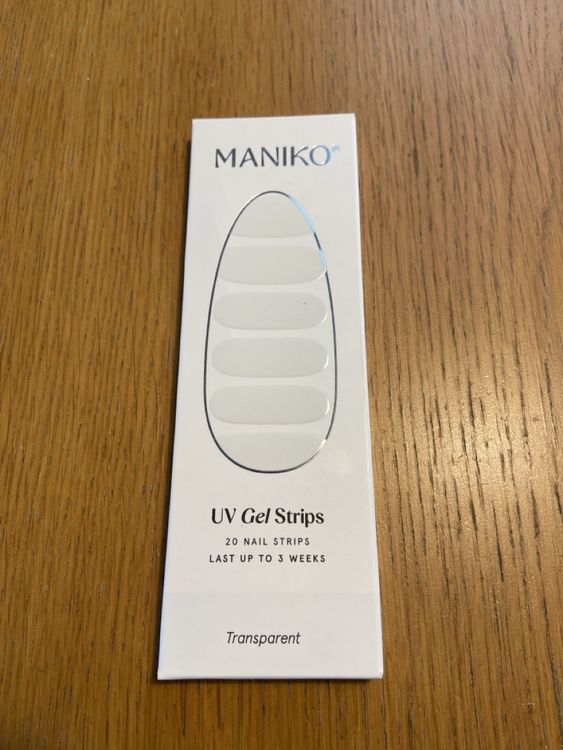 MANIKO®
UV Gel Strips
20 NAIL STRIPS
LAST UP TO 3 WEEKS
Transparent